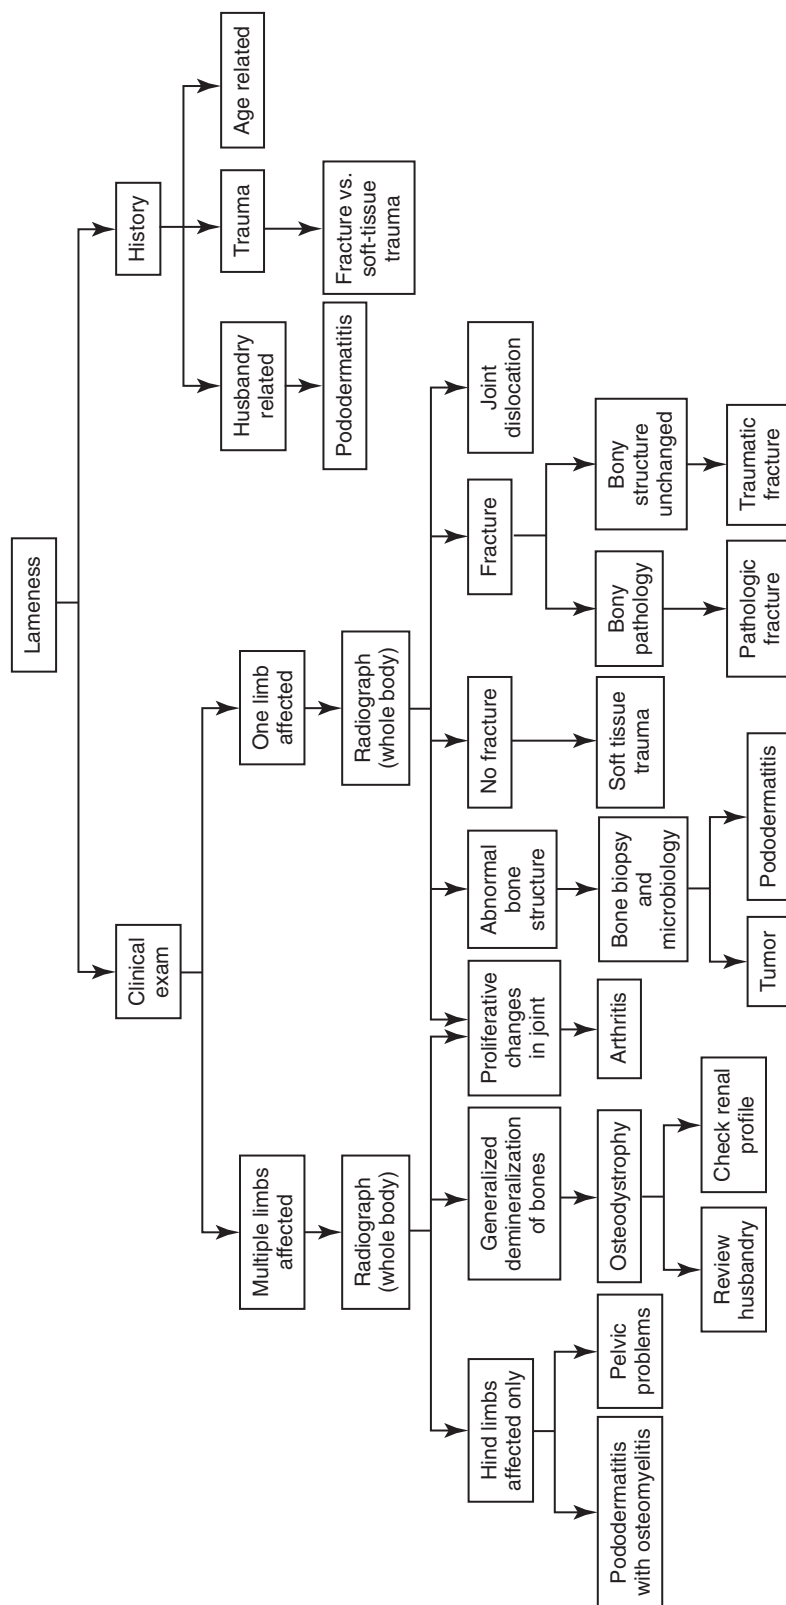 Lameness
Clinical
exam
History
Multiple limbs
affected
One limb
affected
Husbandry
related
Trauma
Age related
Radiograph
(whole body)
Radiograph
(whole body)
Pododermatitis
Fracture vs.
soft-tissue
trauma
Hind limbs
affected only
Generalized
demineralization
of bones
Proliferative
changes
in joint
Abnormal
bone
structure
No fracture
Fracture
Joint
dislocation
Pododermatitis
with osteomyelitis
Pelvic
problems
Osteodystrophy
Arthritis
Bone biopsy
and
microbiology
Soft tissue
trauma
Bony
pathology
Bony
structure
unchanged
Review
husbandry
Check renal
profile
Tumor
Pododermatitis
Pathologic
fracture
Traumatic
fracture